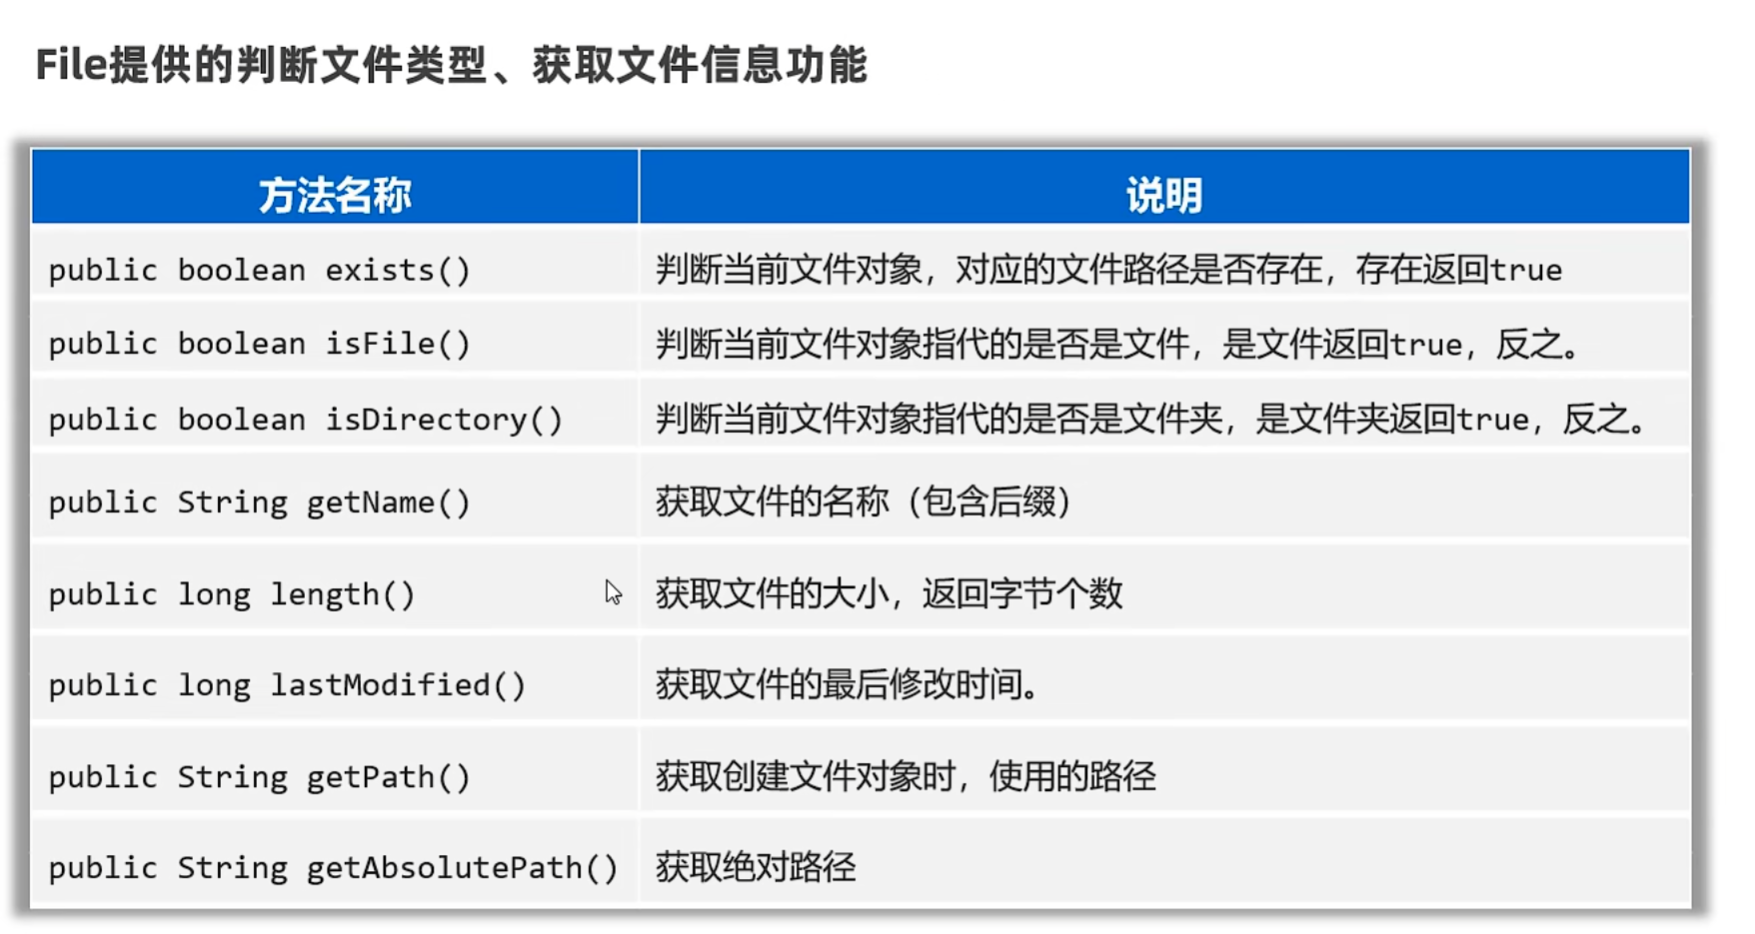 File提供的判断文件类型、获取文件信息功能
方法名称 说明
public boolean exists() 判断当前文件对象，对应的文件路径是否存在，存在返回true
public boolean isFile() 判断当前文件对象指代的是否是文件，是文件返回true，反之。
public boolean isDirectory() 判断当前文件对象指代的是否是文件夹，是文件夹返回true，反之。
public String getName() 获取文件的名称（包含后缀）
public long length() 获取文件的大小，返回字节个数
public long lastModified() 获取文件的最后修改时间。
public String getPath() 获取创建文件对象时，使用的路径
public String getAbsolutePath() 获取绝对路径